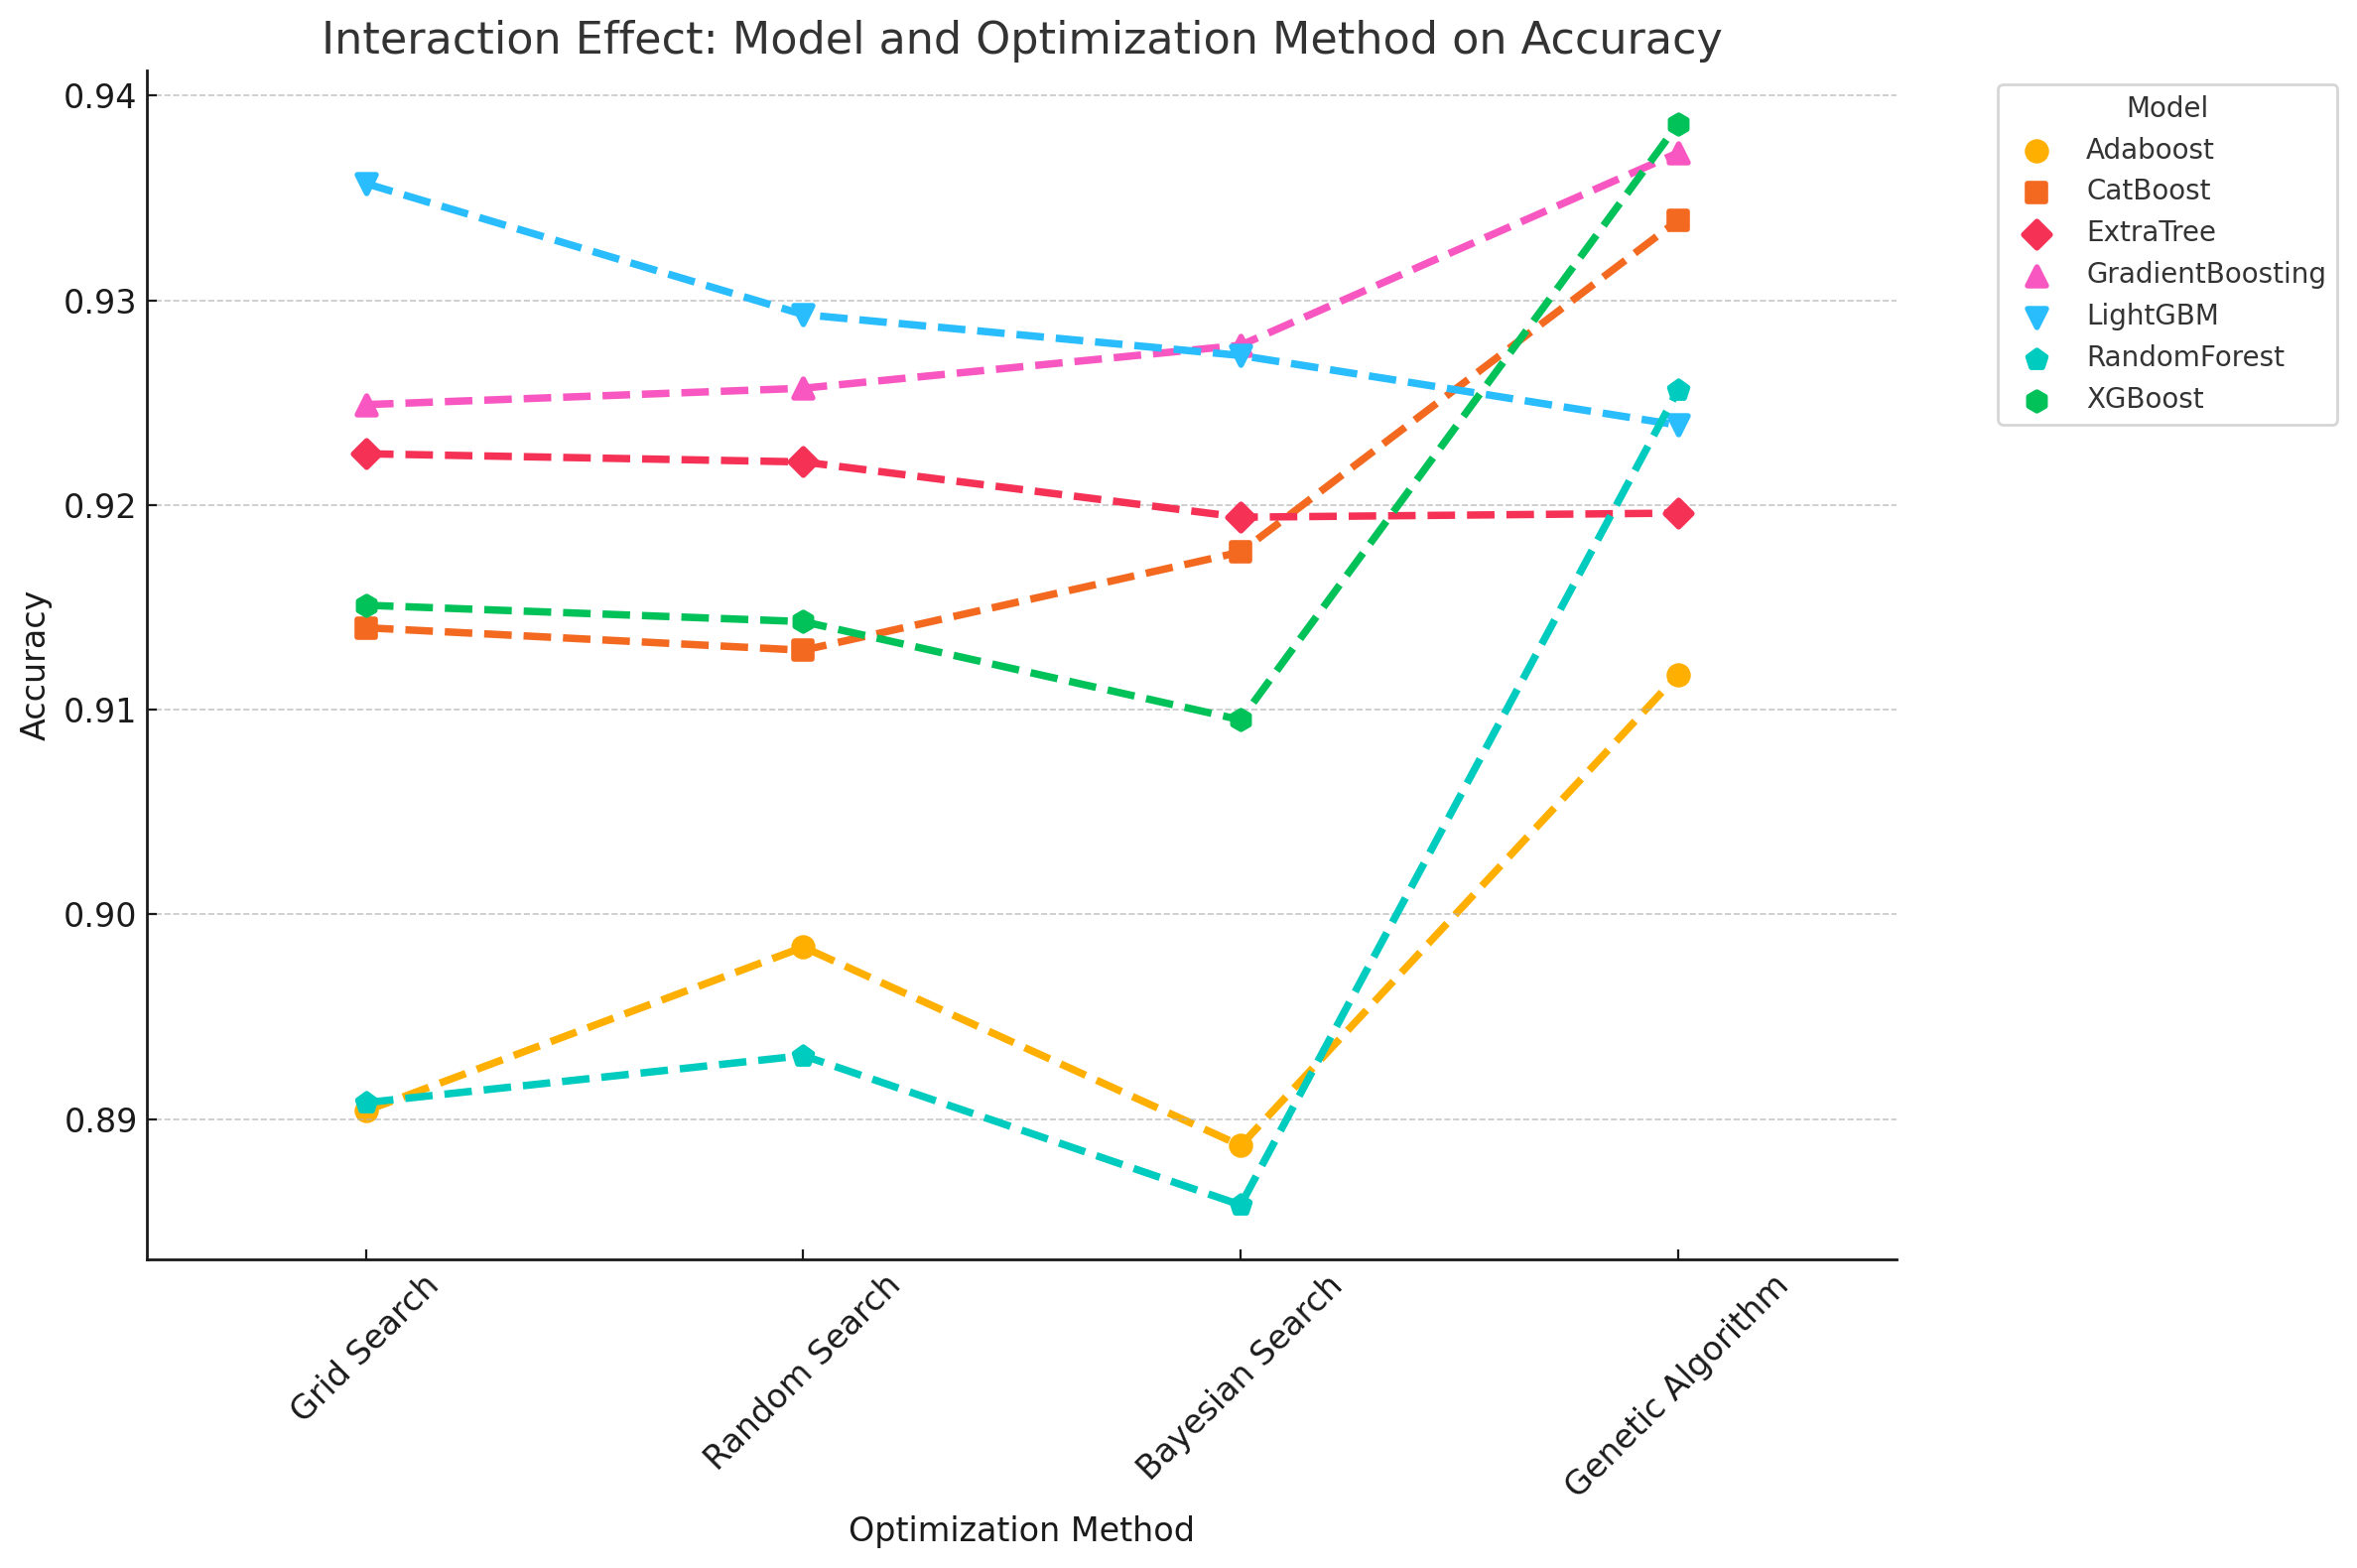 Interaction Effect: Model and Optimization Method on Accuracy
Accuracy
0.94
0.93
0.92
0.91
0.90
0.89
Grid Search
Random Search
Bayesian Search
Genetic Algorithm
Optimization Method
Model
Adaboost
CatBoost
ExtraTree
GradientBoosting
LightGBM
RandomForest
XGBoost